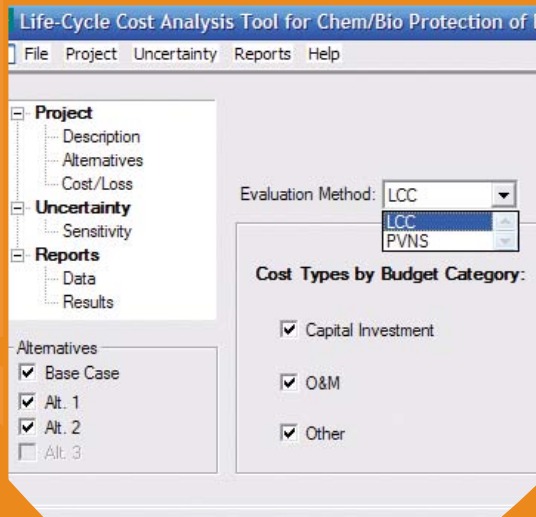 Life-Cycle Cost Analysis Tool for Chem/Bio Protection of
File Project Uncertainty Reports Help
Project
Description
Alternatives
Cost/Loss
Uncertainty
Sensitivity
Reports
Data
Results
Evaluation Method: LCC
LCC
PVNS
Cost Types by Budget Category:
Capital Investment
O&M
Other
Alternatives
Base Case
Alt. 1
Alt. 2
Alt. 3